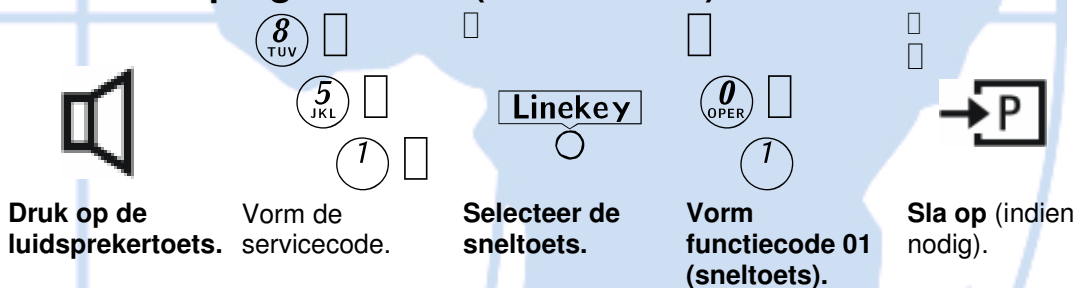 8
TUV
5
JKL
1
Linekey
0
OPER
1
P
Druk op de
luidsprekertoets.
Vorm de
servicecode.
Selecteer de
sneltoets.
Vorm
functiecode 01
(sneltoets).
Sla op (indien
nodig).